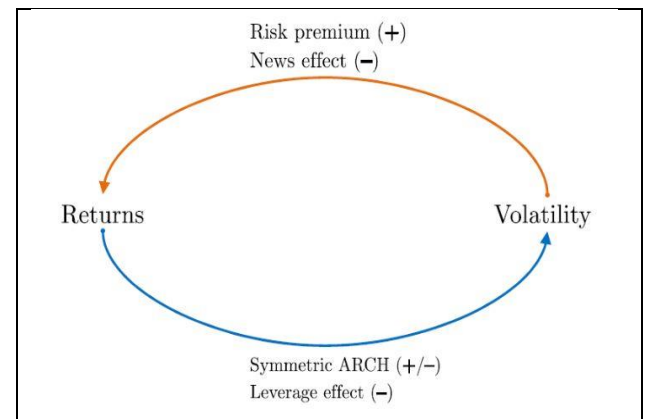 Risk premium (+)
News effect (−)
Returns
Volatility
Symmetric ARCH (+/−)
Leverage effect (−)